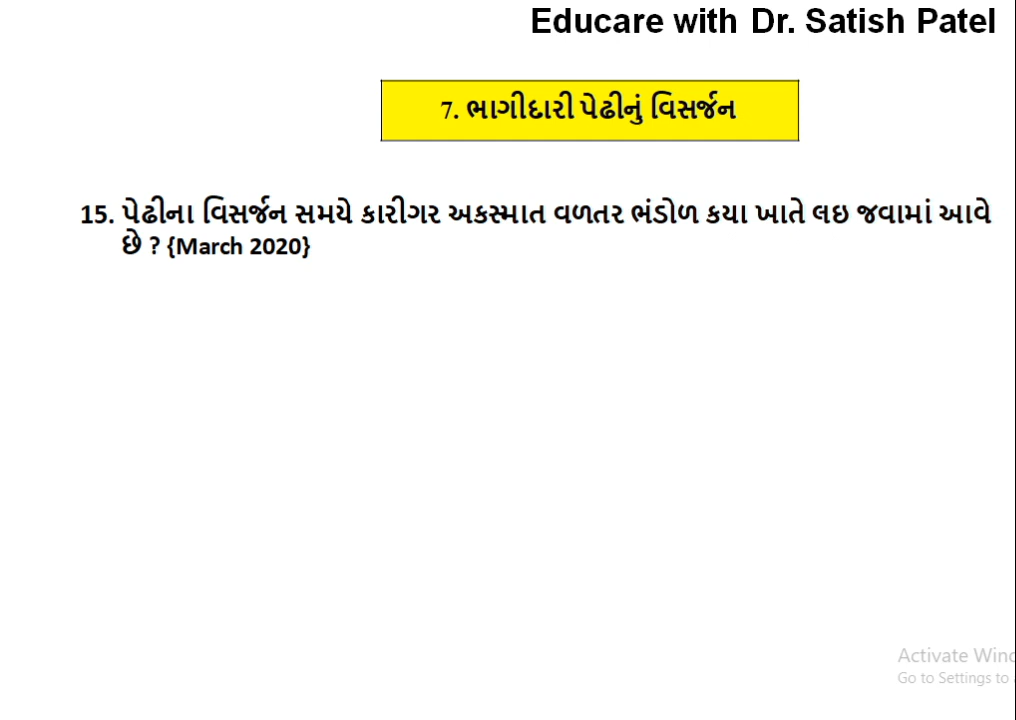 Educare with Dr. Satish Patel
7. ભાગીદારી પેઢીનું વિસર્જન
15. પેઢીના વિસર્જન સમયે કારીગર અકસ્માત વળતર ભંડોળ કયા ખાતે લઇ જવામાં આવે
છે ? {March 2020}
Activate Winc
Go to Settings to